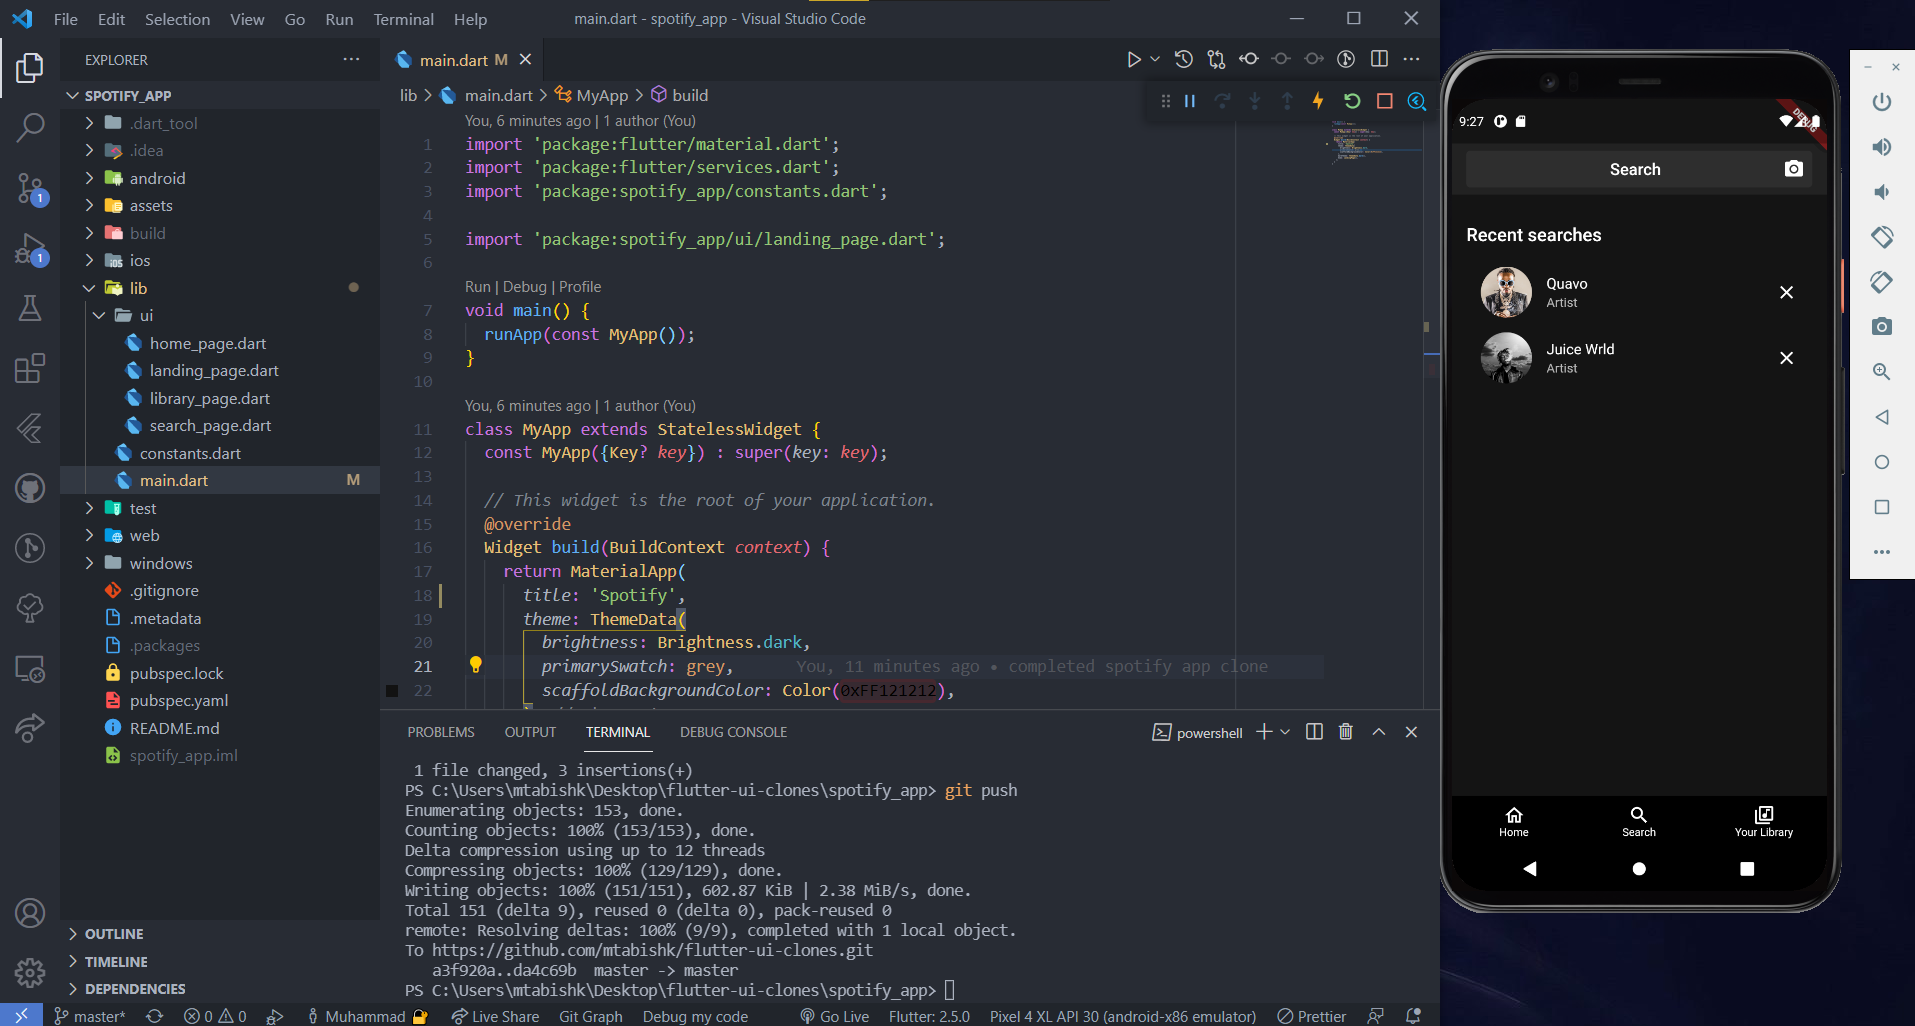 File Edit Selection View Go Run Terminal Help
main.dart - spotify_app - Visual Studio Code
EXPLORER
SPOTIFY_APP
.dart_tool
.idea
android
assets
build
ios
lib
ui
home_page.dart
landing_page.dart
library_page.dart
search_page.dart
constants.dart
main.dart M
test
web
windows
.gitignore
.metadata
.packages
pubspec.lock
pubspec.yaml
README.md
spotify_app.iml
OUTLINE
TIMELINE
DEPENDENCIES
1
1
main.dart M
lib > main.dart > MyApp > build
You, 6 minutes ago | 1 author (You)
1 import 'package:flutter/material.dart';
2 import 'package:flutter/services.dart';
3 import 'package:spotify_app/constants.dart';
4
5 import 'package:spotify_app/ui/landing_page.dart';
6
Run | Debug | Profile
7 void main() {
8 runApp(const MyApp());
9 }
10
You, 6 minutes ago | 1 author (You)
11 class MyApp extends StatelessWidget {
12 const MyApp({Key? key}) : super(key: key);
13
14 // This widget is the root of your application.
15 @override
16 Widget build(BuildContext context) {
17 return MaterialApp(
18 title: 'Spotify',
19 theme: ThemeData(
20 brightness: Brightness.dark,
21 primarySwatch: grey, You, 11 minutes ago • completed spotify app clone
22 scaffoldBackgroundColor: Color(0xFF121212),
PROBLEMS OUTPUT TERMINAL DEBUG CONSOLE
powershell
1 file changed, 3 insertions(+)
PS C:\Users\mtabishk\Desktop\flutter-ui-clones\spotify_app> git push
Enumerating objects: 153, done.
Counting objects: 100% (153/153), done.
Delta compression using up to 12 threads
Compressing objects: 100% (129/129), done.
Writing objects: 100% (151/151), 602.87 KiB | 2.38 MiB/s, done.
Total 151 (delta 9), reused 0 (delta 0), pack-reused 0
remote: Resolving deltas: 100% (9/9), completed with 1 local object.
To https://github.com/mtabishk/flutter-ui-clones.git
a3f920a..da4c69b master -> master
PS C:\Users\mtabishk\Desktop\flutter-ui-clones\spotify_app>
master* 0 0 Muhammad Live Share Git Graph Debug my code Go Live Flutter: 2.5.0 Pixel 4 XL API 30 (android-x86 emulator) Prettier
9:27
DEBUG
Search
Recent searches
Quavo
Artist
Juice Wrld
Artist
Home Search Your Library